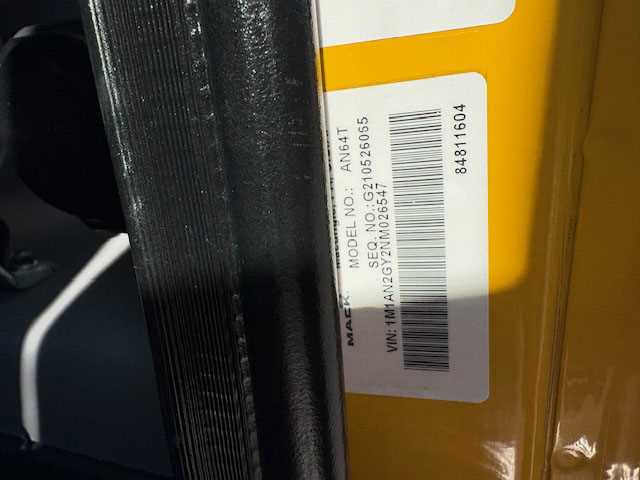 MACK
MODEL NO.: AN64T
SEQ. NO.: G210526065
VIN: 1M1AN2GY2NM026547
84811604